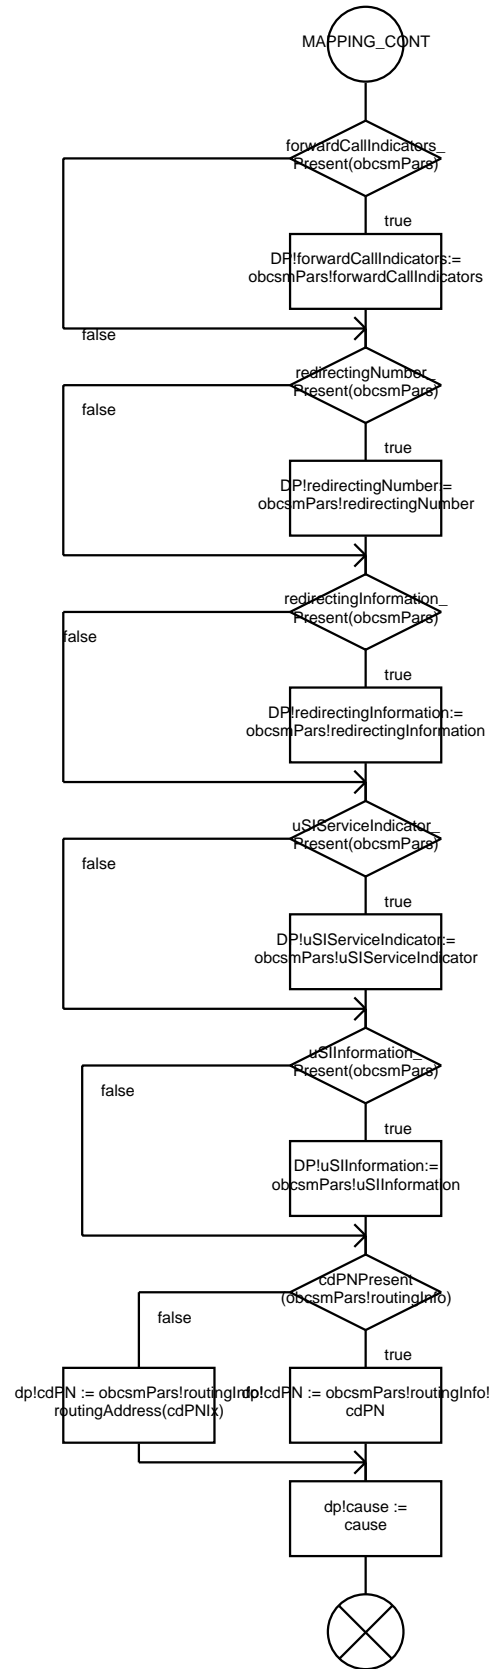 MAPPING_CONT
forwardCallIndicators_
Present(obcsmPars)
true
DP!forwardCallIndicators:=
obcsmPars!forwardCallIndicators
false
redirectingNumber_
Present(obcsmPars)
false
true
DP!redirectingNumber:=
obcsmPars!redirectingNumber
redirectingInformation_
Present(obcsmPars)
false
true
DP!redirectingInformation:=
obcsmPars!redirectingInformation
uSIServiceIndicator_
Present(obcsmPars)
false
true
DP!uSIServiceIndicator:=
obcsmPars!uSIServiceIndicator
uSIInformation_
Present(obcsmPars)
false
true
DP!uSIInformation:=
obcsmPars!uSIInformation
cdPNPresent
(obcsmPars!routingInfo)
false
true
dp!cdPN := obcsmPars!routingInfo!
routingAddress(cdPNIx)
dp!cdPN := obcsmPars!routingInfo!
cdPN
dp!cause :=
cause